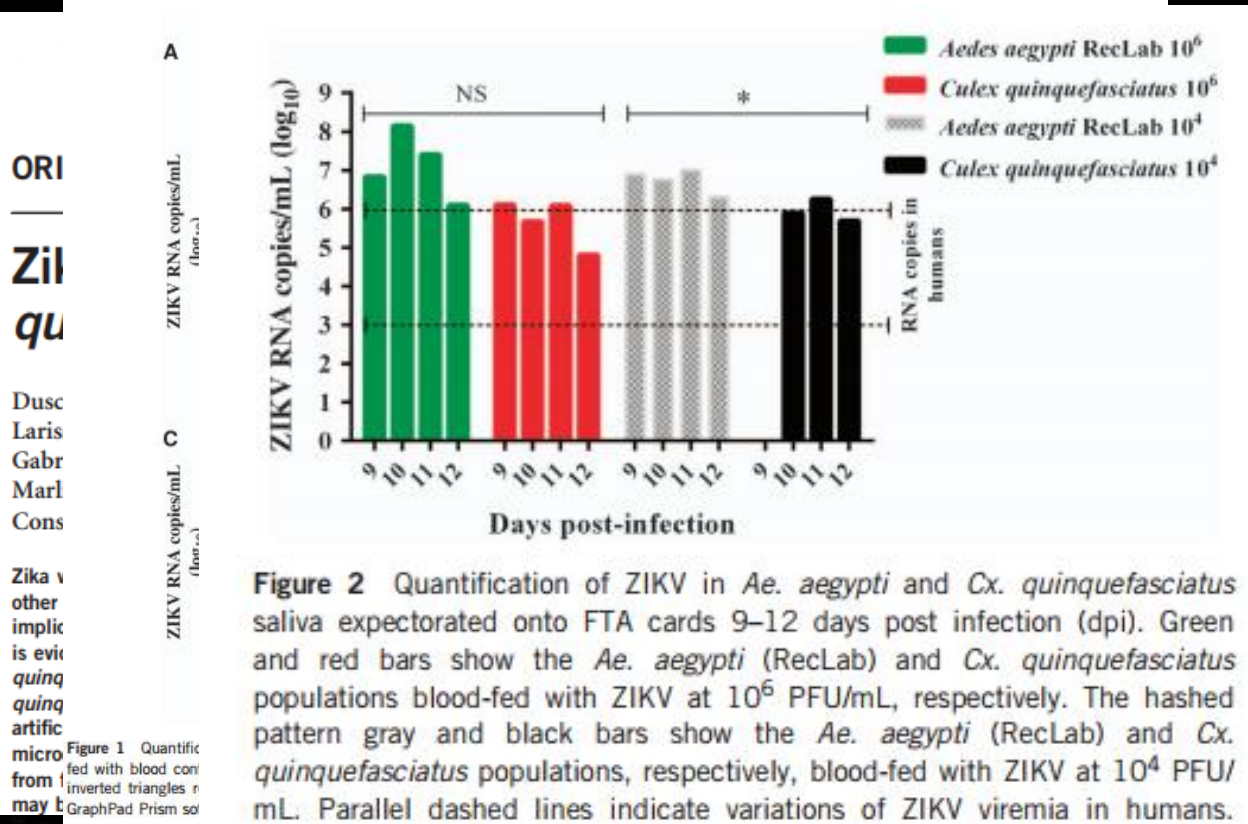 ORI
Zil
qu
Dusc
Laris
Gabr
Marl
Cons
Zika v
other
implic
is evic
quinq
quinq
artific
micro
from
may b
A
ZIKV RNA copies/mL
C
ZIKV RNA copies/mL
Figure 1 Quantific
fed with blood con
inverted triangles
GraphPad Prism so
Aedes aegypti RecLab 10⁶
Culex quinquefasciatus 10⁶
Aedes aegypti RecLab 10⁴
Culex quinquefasciatus 10⁴
NS
*
ZIKV RNA copies/mL (log₁₀)
9
8
7
6
5
4
3
2
1
0
RNA copies in
humans
9 10 11 12 9 10 11 12 9 10 11 12 9 10 11 12
Days post-infection
Figure 2 Quantification of ZIKV in Ae. aegypti and Cx. quinquefasciatus
saliva expectorated onto FTA cards 9–12 days post infection (dpi). Green
and red bars show the Ae. aegypti (RecLab) and Cx. quinquefasciatus
populations blood-fed with ZIKV at 10⁶ PFU/mL, respectively. The hashed
pattern gray and black bars show the Ae. aegypti (RecLab) and Cx.
quinquefasciatus populations, respectively, blood-fed with ZIKV at 10⁴ PFU/
mL. Parallel dashed lines indicate variations of ZIKV viremia in humans.